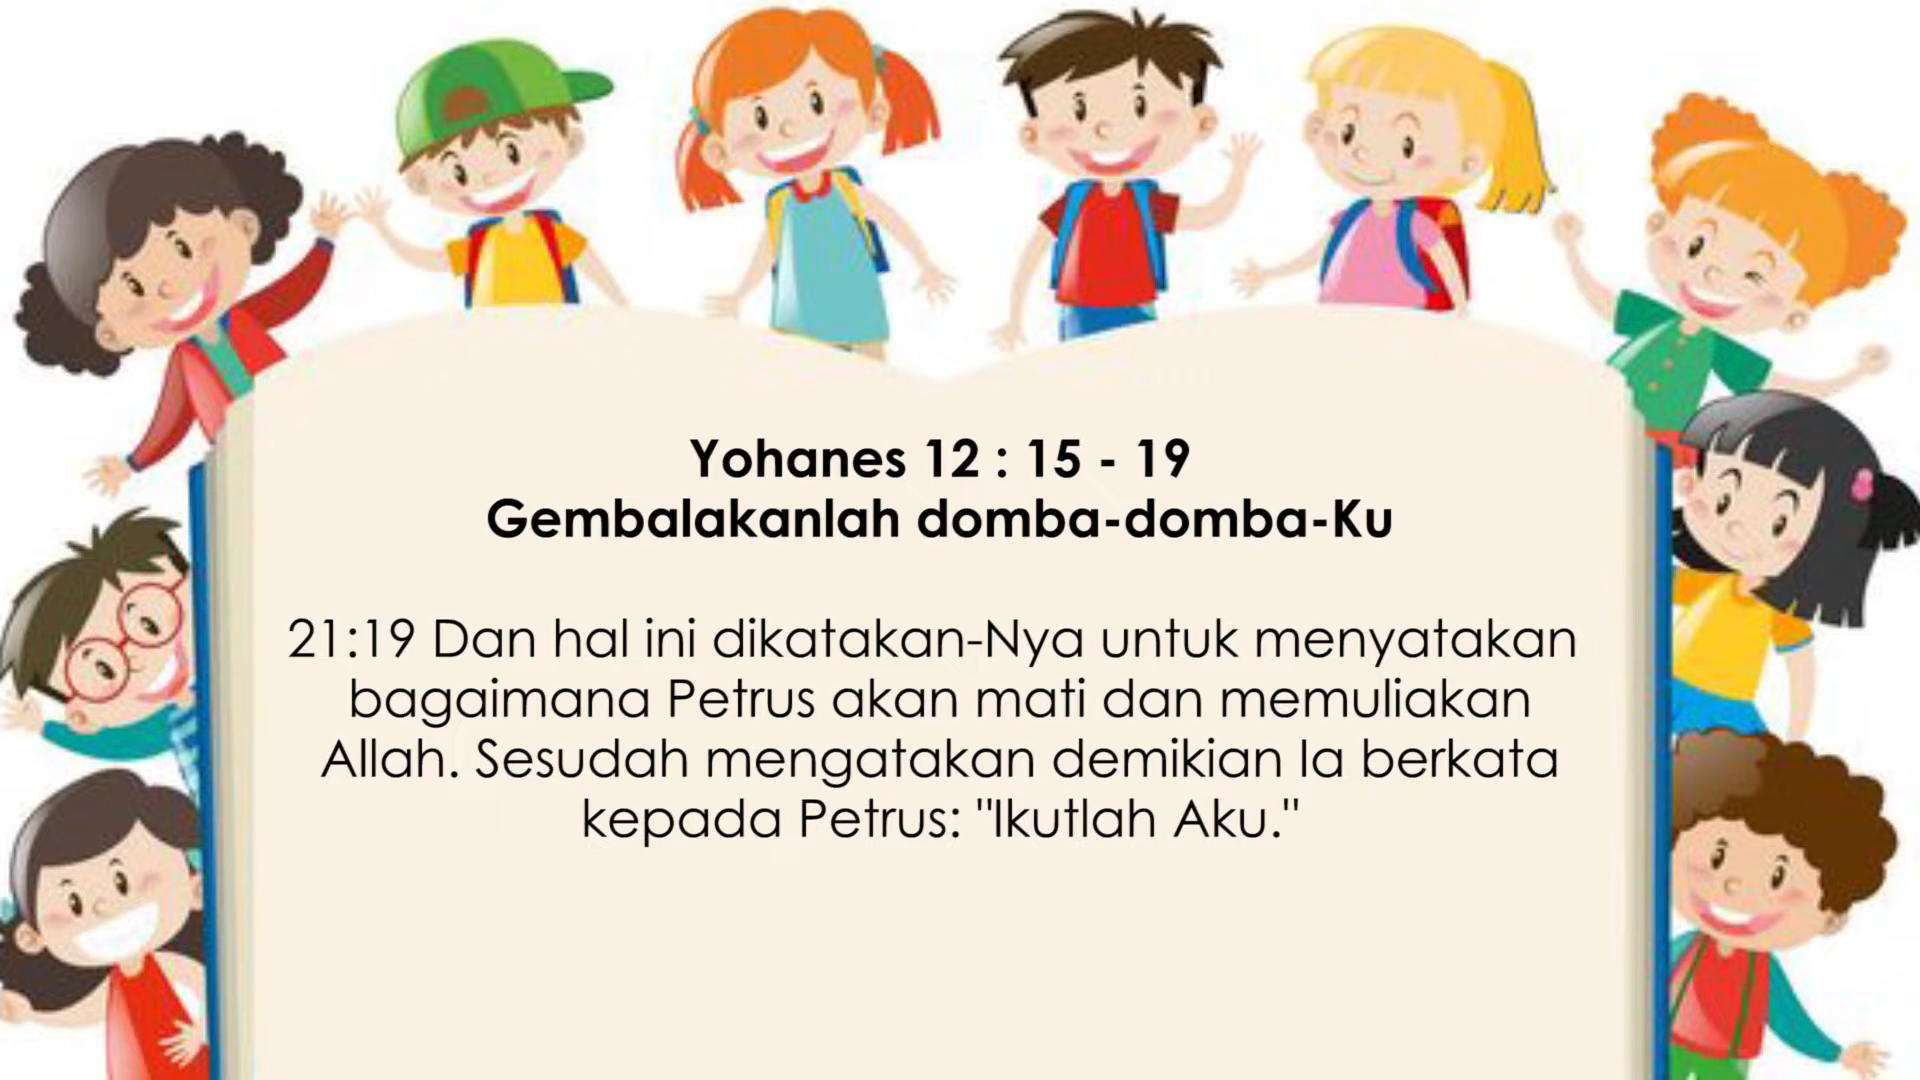 Yohanes 12 : 15 - 19
Gembalakanlah domba-domba-Ku
21:19 Dan hal ini dikatakan-Nya untuk menyatakan
bagaimana Petrus akan mati dan memuliakan
Allah. Sesudah mengatakan demikian Ia berkata
kepada Petrus: "Ikutlah Aku."